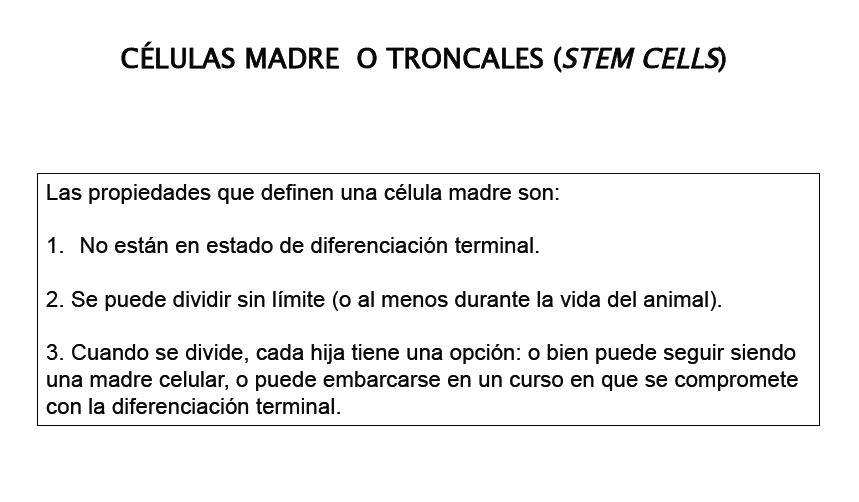 CÉLULAS MADRE O TRONCALES (STEM CELLS)
Las propiedades que definen una célula madre son:
1. No están en estado de diferenciación terminal.
2. Se puede dividir sin límite (o al menos durante la vida del animal).
3. Cuando se divide, cada hija tiene una opción: o bien puede seguir siendo
una madre celular, o puede embarcarse en un curso en que se compromete
con la diferenciación terminal.